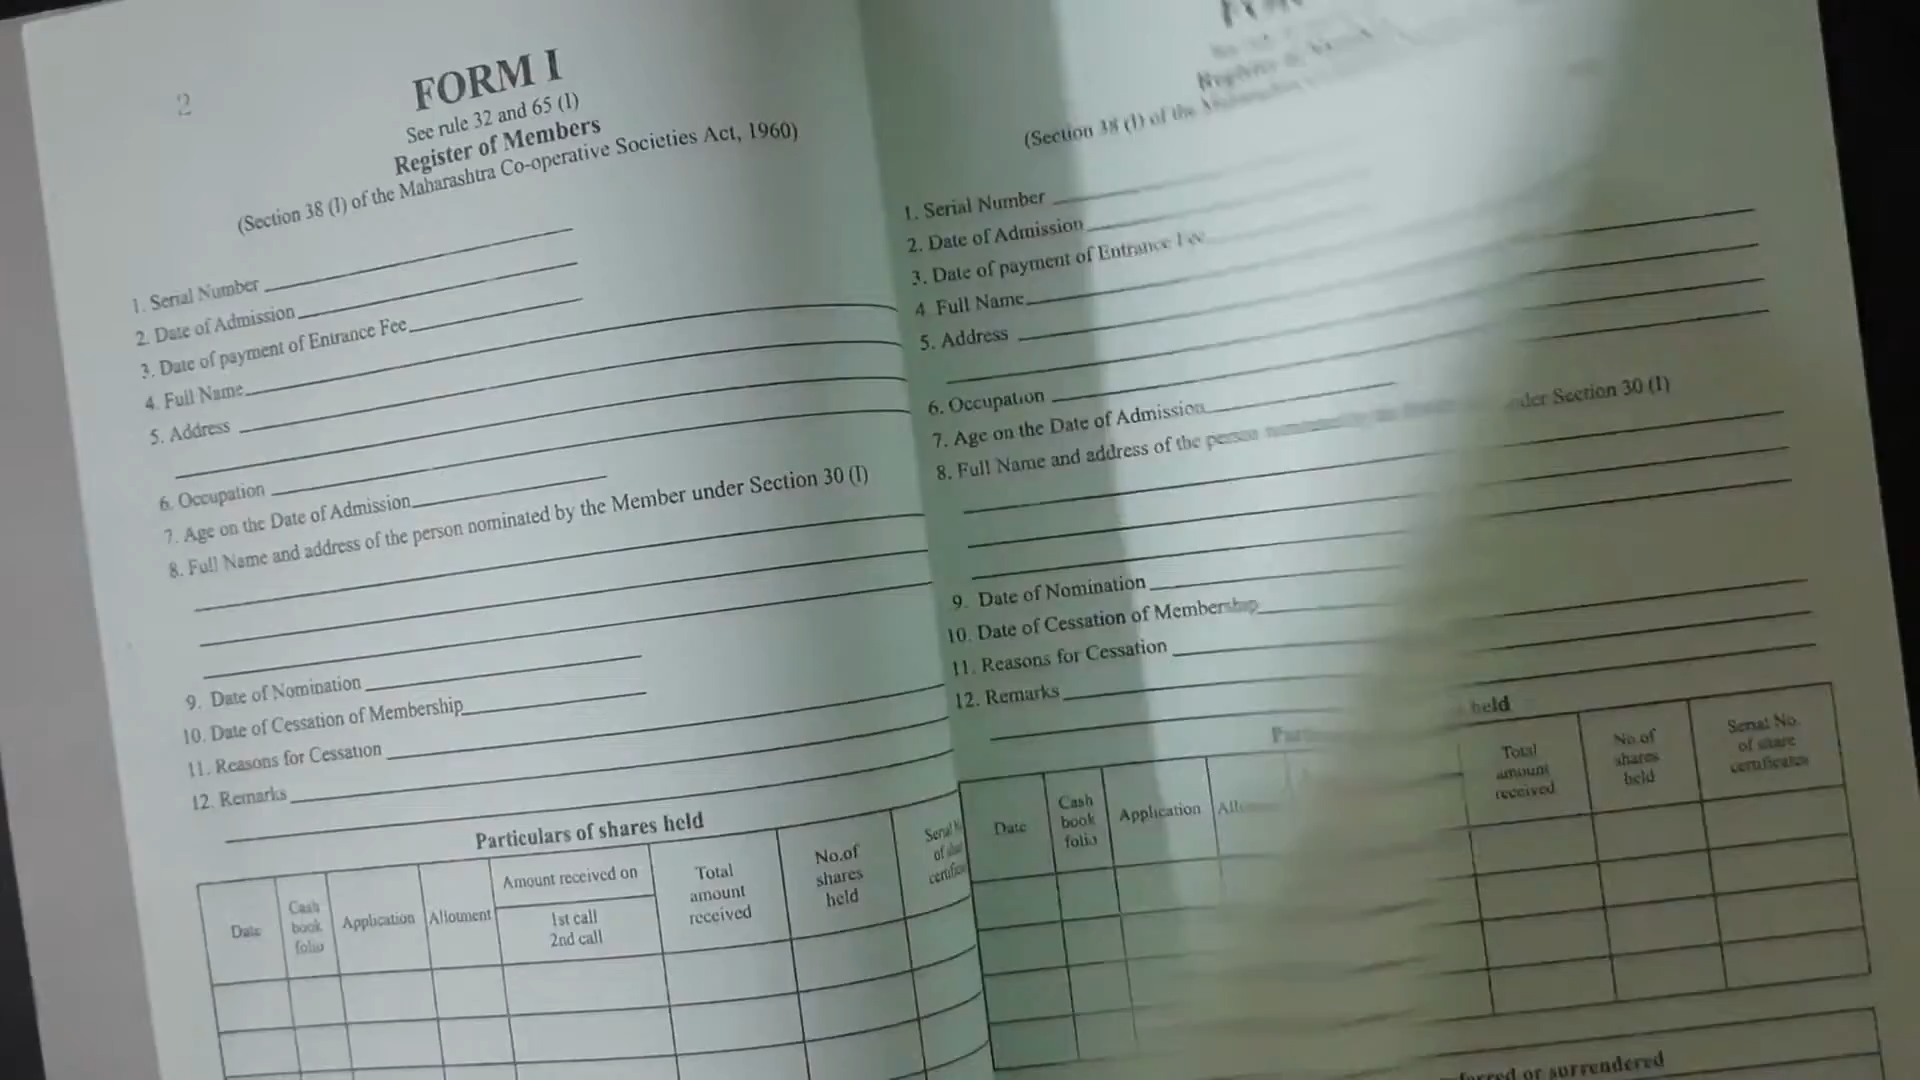 2
FORM I
See rule 32 and 65 (I)
Register of Members
(Section 38 (I) of the Maharashtra Co-operative Societies Act, 1960)
1. Serial Number
2. Date of Admission
3. Date of payment of Entrance Fee
4. Full Name
5. Address
6. Occupation
7. Age on the Date of Admission
8. Full Name and address of the person nominated by the Member under Section 30 (I)
9. Date of Nomination
10. Date of Cessation of Membership
11. Reasons for Cessation
12. Remarks
Particulars of shares held
Date
Cash
book
folio
Application
Allotment
Amount received on
1st call
2nd call
Total
amount
received
No.of
shares
held
Serial
of
Register
(Section 38 (I) of the
1. Serial Number
2. Date of Admission
3. Date of payment of Entrance Fee
4 Full Name
5. Address
6. Occupation
7. Age on the Date of Admission
8. Full Name and address of the person Section 30 (I)
9. Date of Nomination
10. Date of Cessation of Membership
11. Reasons for Cessation
12. Remarks
held
Date
Cash
book
folio
Application
Total
amount
received
No.of
shares
held
Serial No.
of share
certificates
or surrendered